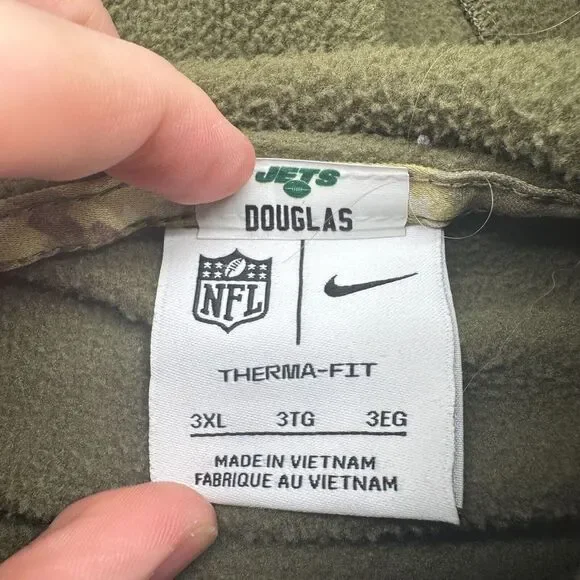 JETS
DOUGLAS
NFL
THERMA-FIT
3XL 3TG 3EG
MADE IN VIETNAM
FABRIQUE AU VIETNAM